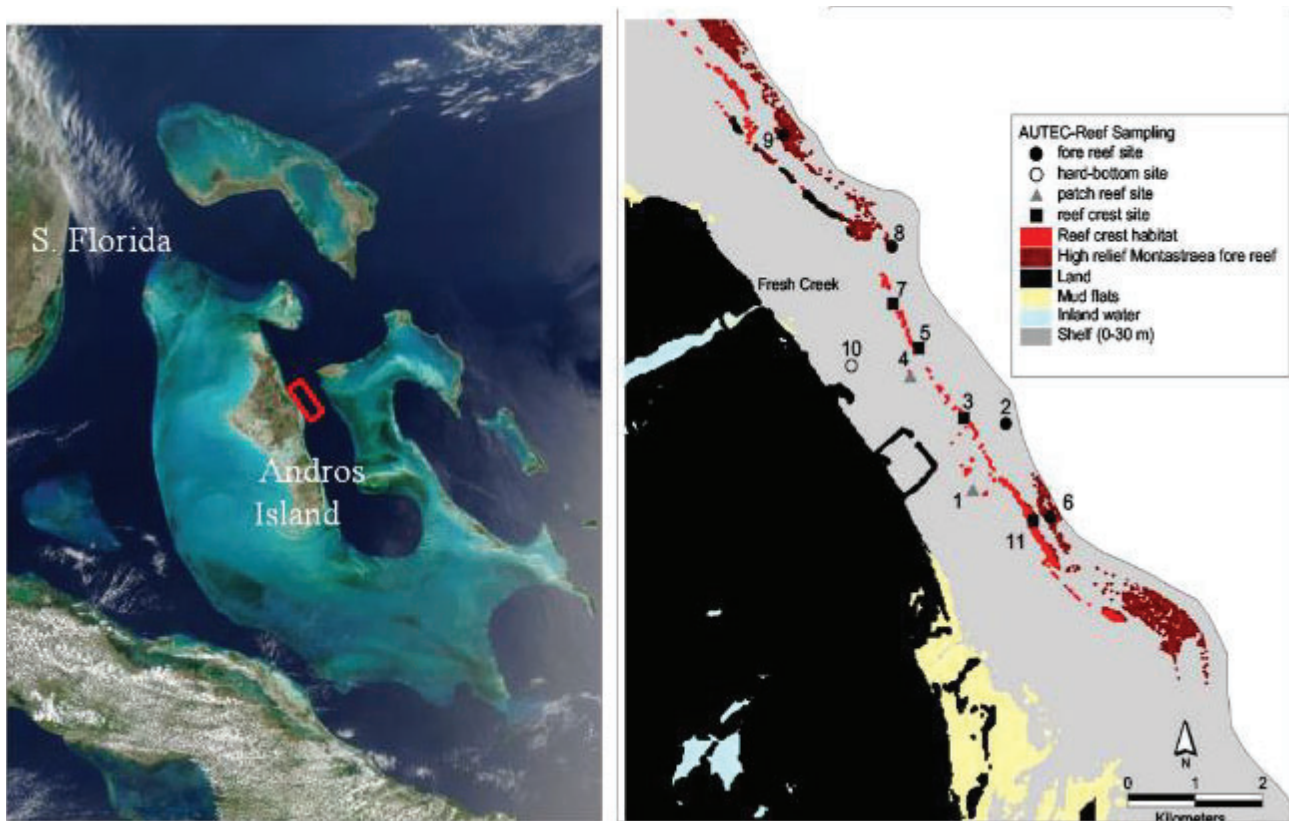 S. Florida
Andros
Island
AUTEC-Reef Sampling
fore reef site
hard-bottom site
patch reef site
reef crest site
Reef crest habitat
High relief Montastraea fore reef
Land
Mud flats
Inland water
Shelf (0-30 m)
9
8
Fresh Creek
7
5
10
4
3
2
1
6
11
N
0 1 2
Kilometers